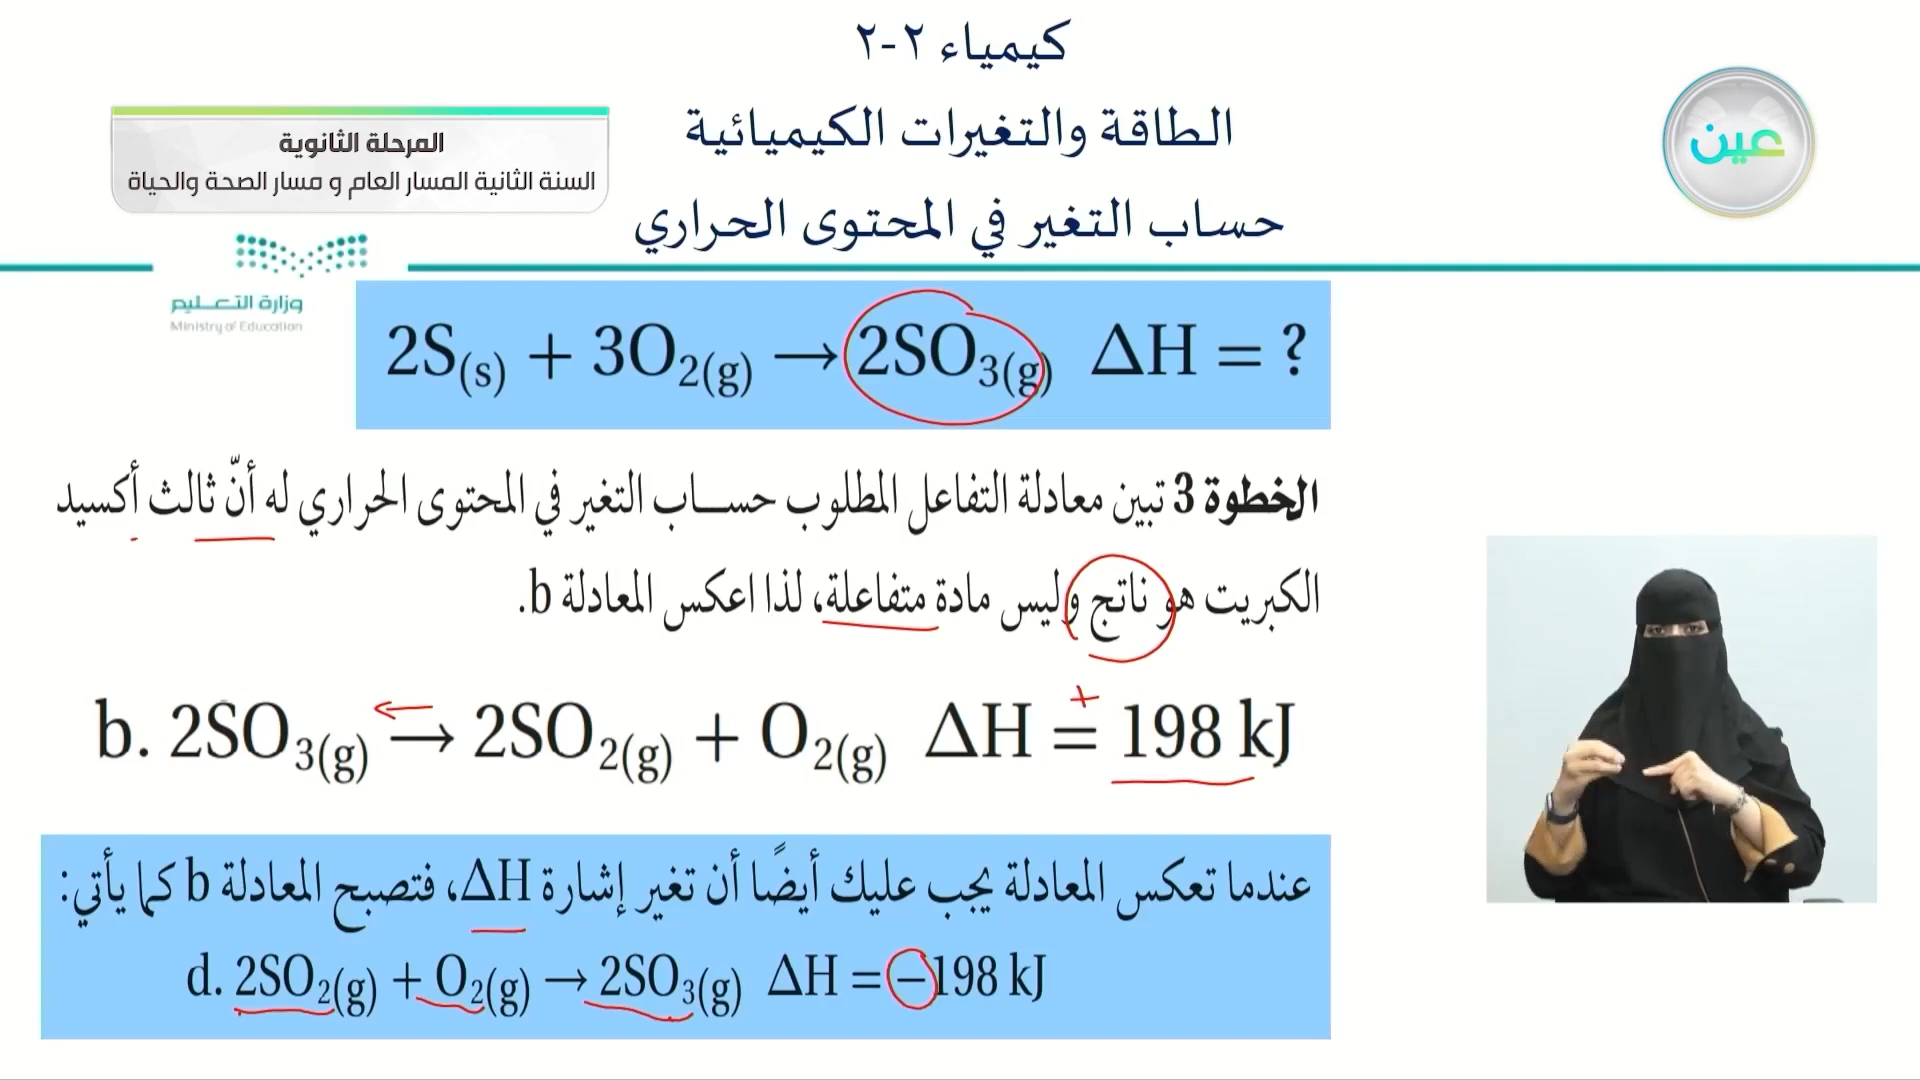 كيمياء ٢-٢
الطاقة والتغيرات الكيميائية
حساب التغير في المحتوى الحراري
عين
المرحلة الثانوية
السنة الثانية المسار العام و مسار الصحة والحياة
وزارة التعليم
Ministry of Education
2S(s) + 3O2(g) → 2SO3(g) ΔH = ?
الخطوة 3 تبين معادلة التفاعل المطلوب حساب التغير في المحتوى الحراري له أنّ ثالث أكسيد
الكبريت هو ناتج وليس مادة متفاعلة، لذا اعكس المعادلة b.
← +
b. 2SO3(g) → 2SO2(g) + O2(g) ΔH = 198 kJ
عندما تعكس المعادلة يجب عليك أيضًا أن تغير إشارة ΔH، فتصبح المعادلة b كما يأتي:
d. 2SO2(g) + O2(g) → 2SO3(g) ΔH = −198 kJ